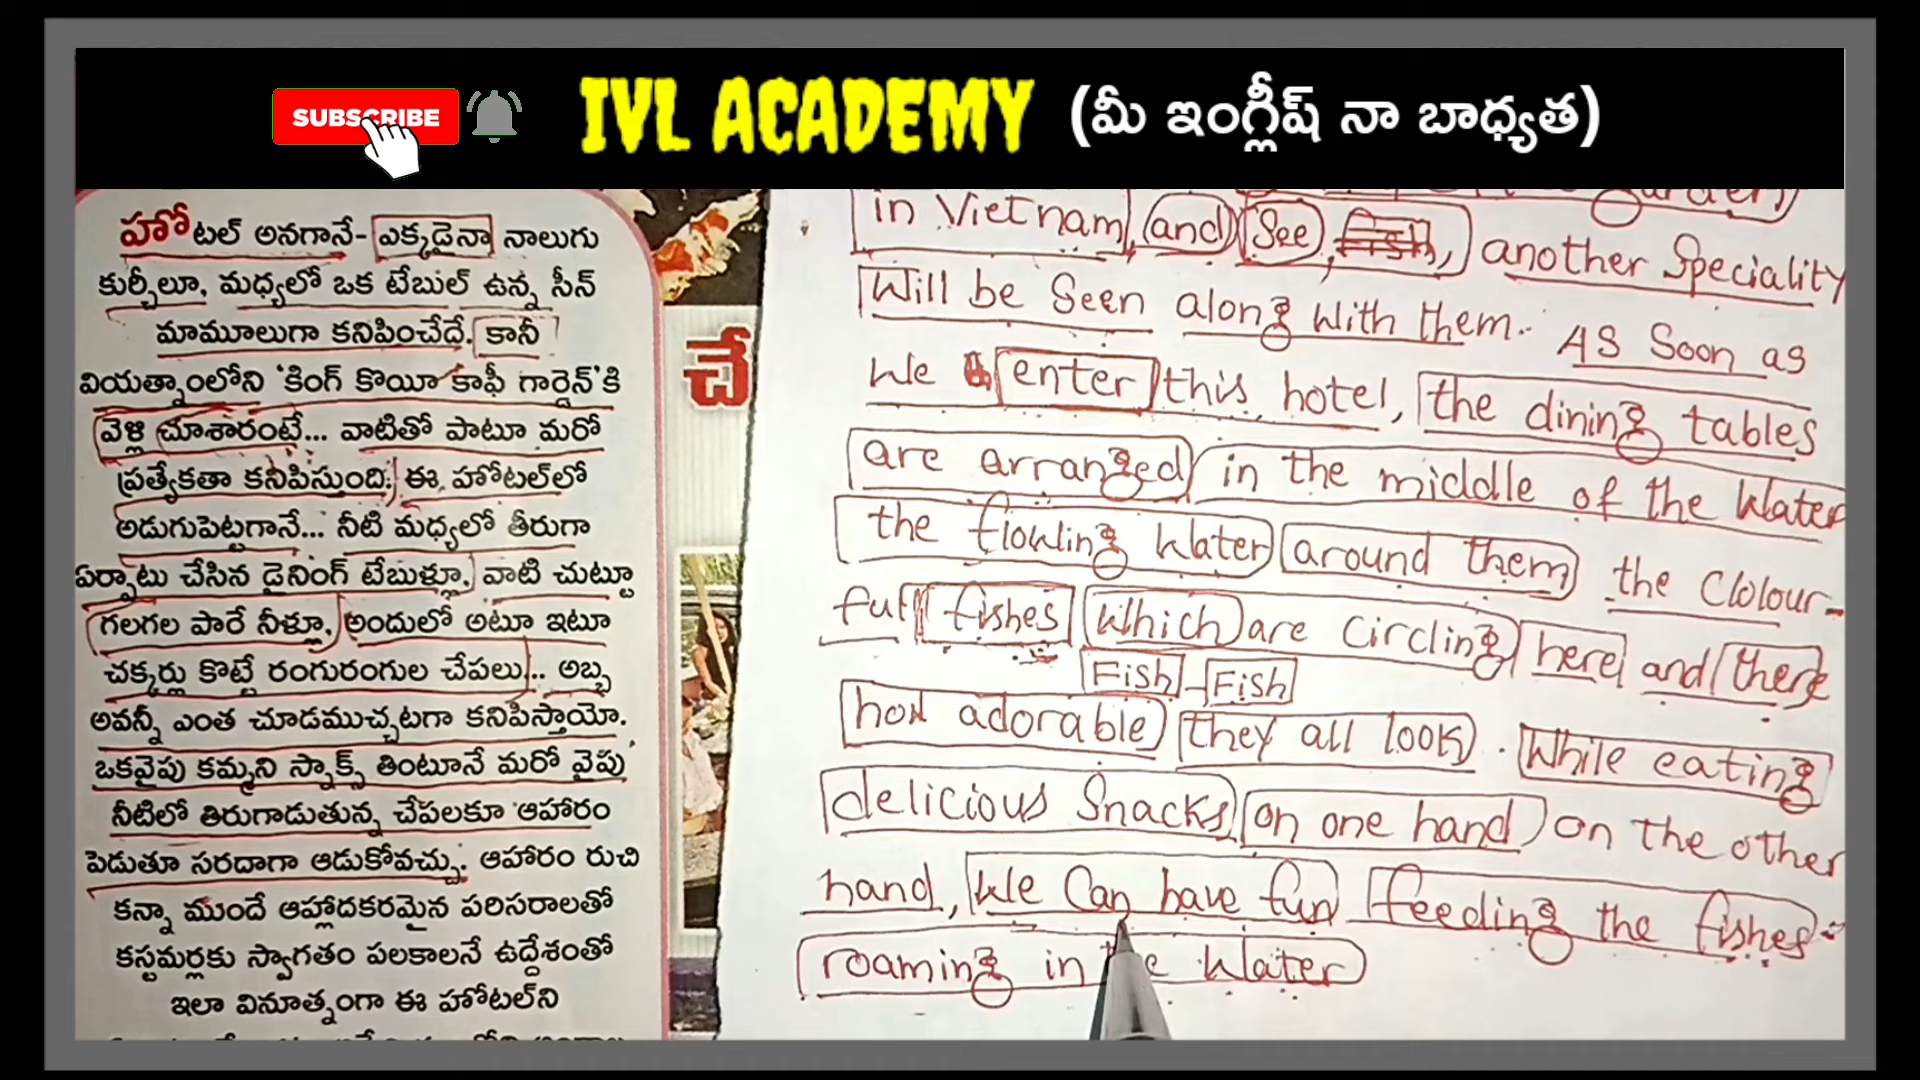 SUBSCRIBE
IVL ACADEMY (మీ ఇంగ్లీష్ నా బాధ్యత)
హోటల్ అనగానే- ఎక్కడైనా నాలుగు
కుర్చీలూ, మధ్యలో ఒక టేబుల్ ఉన్న సీన్
మామూలుగా కనిపించేదే. కానీ
వియత్నాంలోని 'కింగ్ కొయీ కాఫీ గార్డెన్'కి
వెళ్లి చూశారంటే... వాటితో పాటూ మరో
ప్రత్యేకతా కనిపిస్తుంది. ఈ హోటల్‌లో
అడుగుపెట్టగానే... నీటి మధ్యలో తీరుగా
ఏర్పాటు చేసిన డైనింగ్ టేబుళ్లూ, వాటి చుట్టూ
గలగల పారే నీళ్లూ, అందులో అటూ ఇటూ
చక్కర్లు కొట్టే రంగురంగుల చేపలు... అబ్బ
అవన్నీ ఎంత చూడముచ్చటగా కనిపిస్తాయో.
ఒకవైపు కమ్మని స్నాక్స్ తింటూనే మరో వైపు
నీటిలో తిరుగాడుతున్న చేపలకూ ఆహారం
పెడుతూ సరదాగా ఆడుకోవచ్చు. ఆహారం రుచి
కన్నా ముందే ఆహ్లాదకరమైన పరిసరాలతో
కస్టమర్లకు స్వాగతం పలకాలనే ఉద్దేశంతో
ఇలా వినూత్నంగా ఈ హోటల్‌ని
చే
Garden
in Vietnam, and See, Fish, another Speciality
Will be Seen along With them. AS Soon as
We enter this hotel, the dining tables
are arranged in the middle of the Water
the flowing Water around them the Colour-
ful fishes Which are Circling here and there
Fish - Fish
how adorable they all look. While eating
delicious Snacks on one hand on the other
hand, We Can have fun feeding the fishes
roaming in the Water